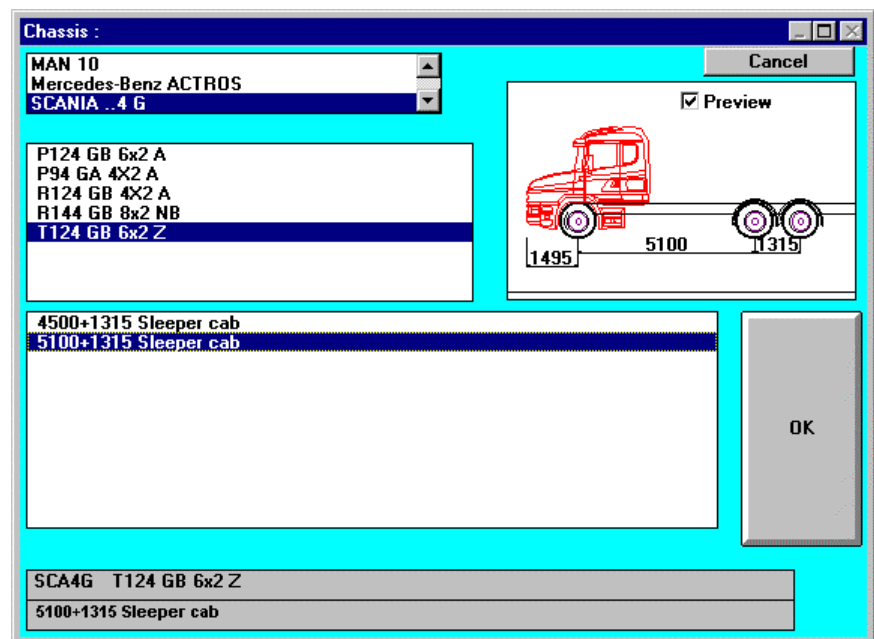 Chassis :
MAN 10
Mercedes-Benz ACTROS
SCANIA ..4 G
Cancel
Preview
P124 GB 6x2 A
P94 GA 4X2 A
R124 GB 4X2 A
R144 GB 8x2 NB
T124 GB 6x2 Z
1495 5100 1315
4500+1315 Sleeper cab
5100+1315 Sleeper cab
OK
SCA4G T124 GB 6x2 Z
5100+1315 Sleeper cab